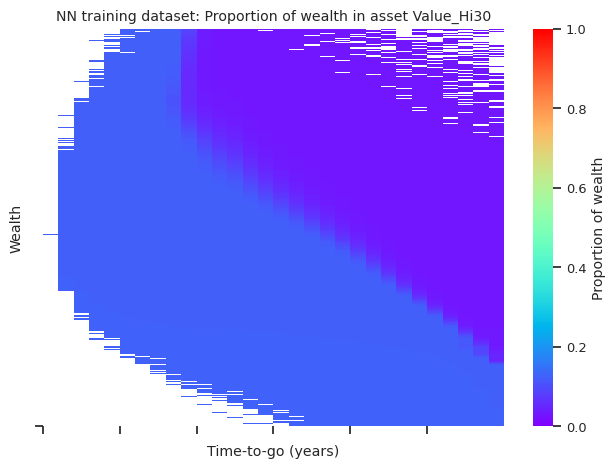 NN training dataset: Proportion of wealth in asset Value_Hi30
Wealth
Time-to-go (years)
1.0
0.8
0.6
0.4
0.2
0.0
Proportion of wealth